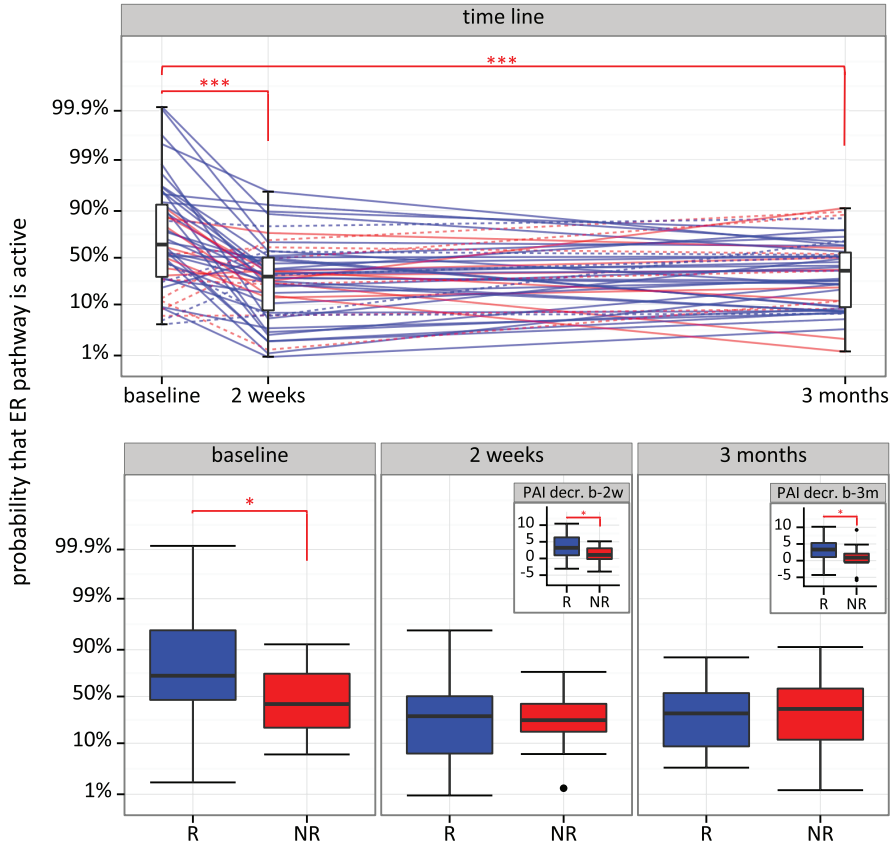 time line
***
***
99.9%
99%
90%
50%
10%
1%
baseline 2 weeks 3 months
probability that ER pathway is active
baseline 2 weeks 3 months
*
PAI decr. b-2w
*
10
5
0
-5
R NR
PAI decr. b-3m
*
10
5
0
-5
R NR
99.9%
99%
90%
50%
10%
1%
R NR R NR R NR